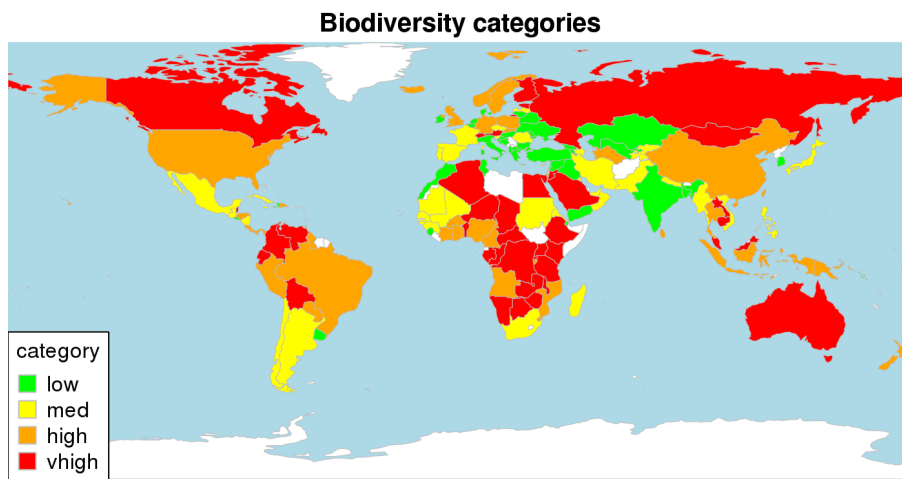 Biodiversity categories
category
low
med
high
vhigh